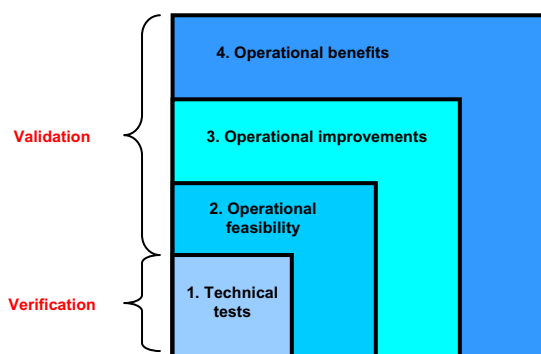 4. Operational benefits
Validation
3. Operational improvements
2. Operational
feasibility
Verification
1. Technical
tests